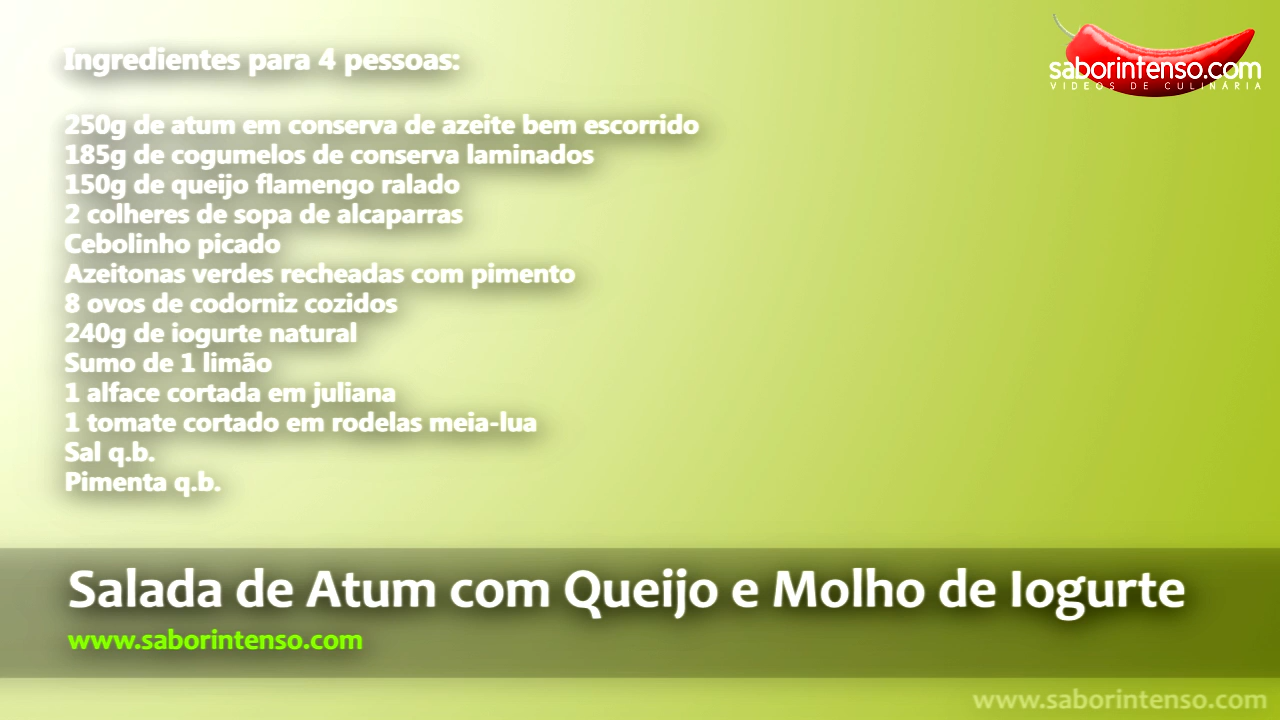 saborintenso.com
VIDEOS DE CULINÁRIA
Ingredientes para 4 pessoas:
250g de atum em conserva de azeite bem escorrido
185g de cogumelos de conserva laminados
150g de queijo flamengo ralado
2 colheres de sopa de alcaparras
Cebolinho picado
Azeitonas verdes recheadas com pimento
8 ovos de codorniz cozidos
240g de iogurte natural
Sumo de 1 limão
1 alface cortada em juliana
1 tomate cortado em rodelas meia-lua
Sal q.b.
Pimenta q.b.
Salada de Atum com Queijo e Molho de Iogurte
www.saborintenso.com
www.saborintenso.com